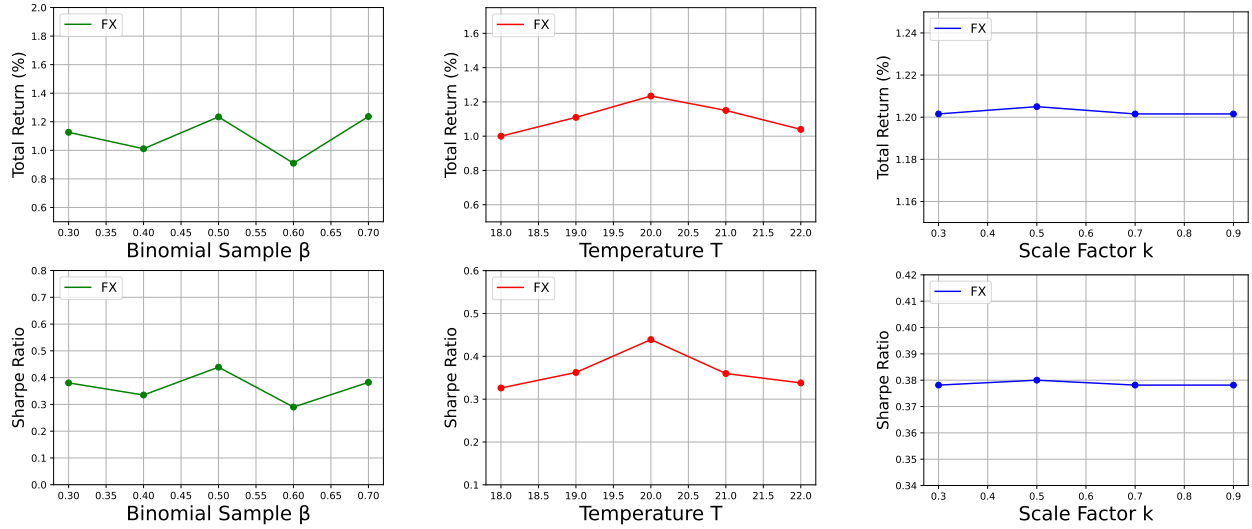 2.0
1.8
1.6
1.4
1.2
1.0
0.8
0.6
Total Return (%)
FX
0.30 0.35 0.40 0.45 0.50 0.55 0.60 0.65 0.70
Binomial Sample β
1.6
1.4
1.2
1.0
0.8
0.6
Total Return (%)
FX
18.0 18.5 19.0 19.5 20.0 20.5 21.0 21.5 22.0
Temperature T
1.24
1.22
1.20
1.18
1.16
Total Return (%)
FX
0.3 0.4 0.5 0.6 0.7 0.8 0.9
Scale Factor k
0.8
0.7
0.6
0.5
0.4
0.3
0.2
0.1
0.0
Sharpe Ratio
FX
0.30 0.35 0.40 0.45 0.50 0.55 0.60 0.65 0.70
Binomial Sample β
0.6
0.5
0.4
0.3
0.2
0.1
Sharpe Ratio
FX
18.0 18.5 19.0 19.5 20.0 20.5 21.0 21.5 22.0
Temperature T
0.42
0.41
0.40
0.39
0.38
0.37
0.36
0.35
0.34
Sharpe Ratio
FX
0.3 0.4 0.5 0.6 0.7 0.8 0.9
Scale Factor k